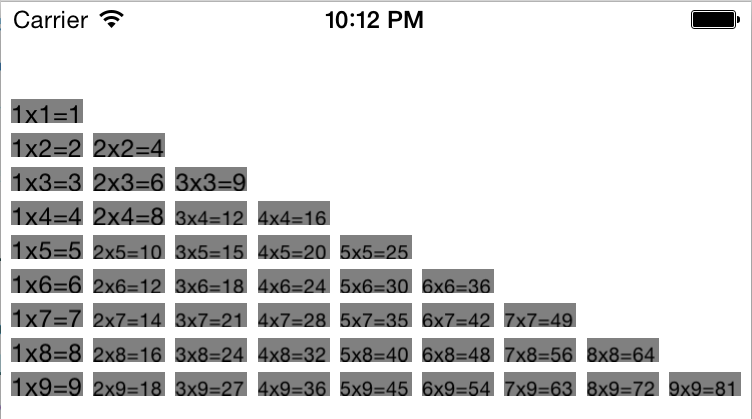 Carrier 10:12 PM
1x1=1
1x2=2 2x2=4
1x3=3 2x3=6 3x3=9
1x4=4 2x4=8 3x4=12 4x4=16
1x5=5 2x5=10 3x5=15 4x5=20 5x5=25
1x6=6 2x6=12 3x6=18 4x6=24 5x6=30 6x6=36
1x7=7 2x7=14 3x7=21 4x7=28 5x7=35 6x7=42 7x7=49
1x8=8 2x8=16 3x8=24 4x8=32 5x8=40 6x8=48 7x8=56 8x8=64
1x9=9 2x9=18 3x9=27 4x9=36 5x9=45 6x9=54 7x9=63 8x9=72 9x9=81